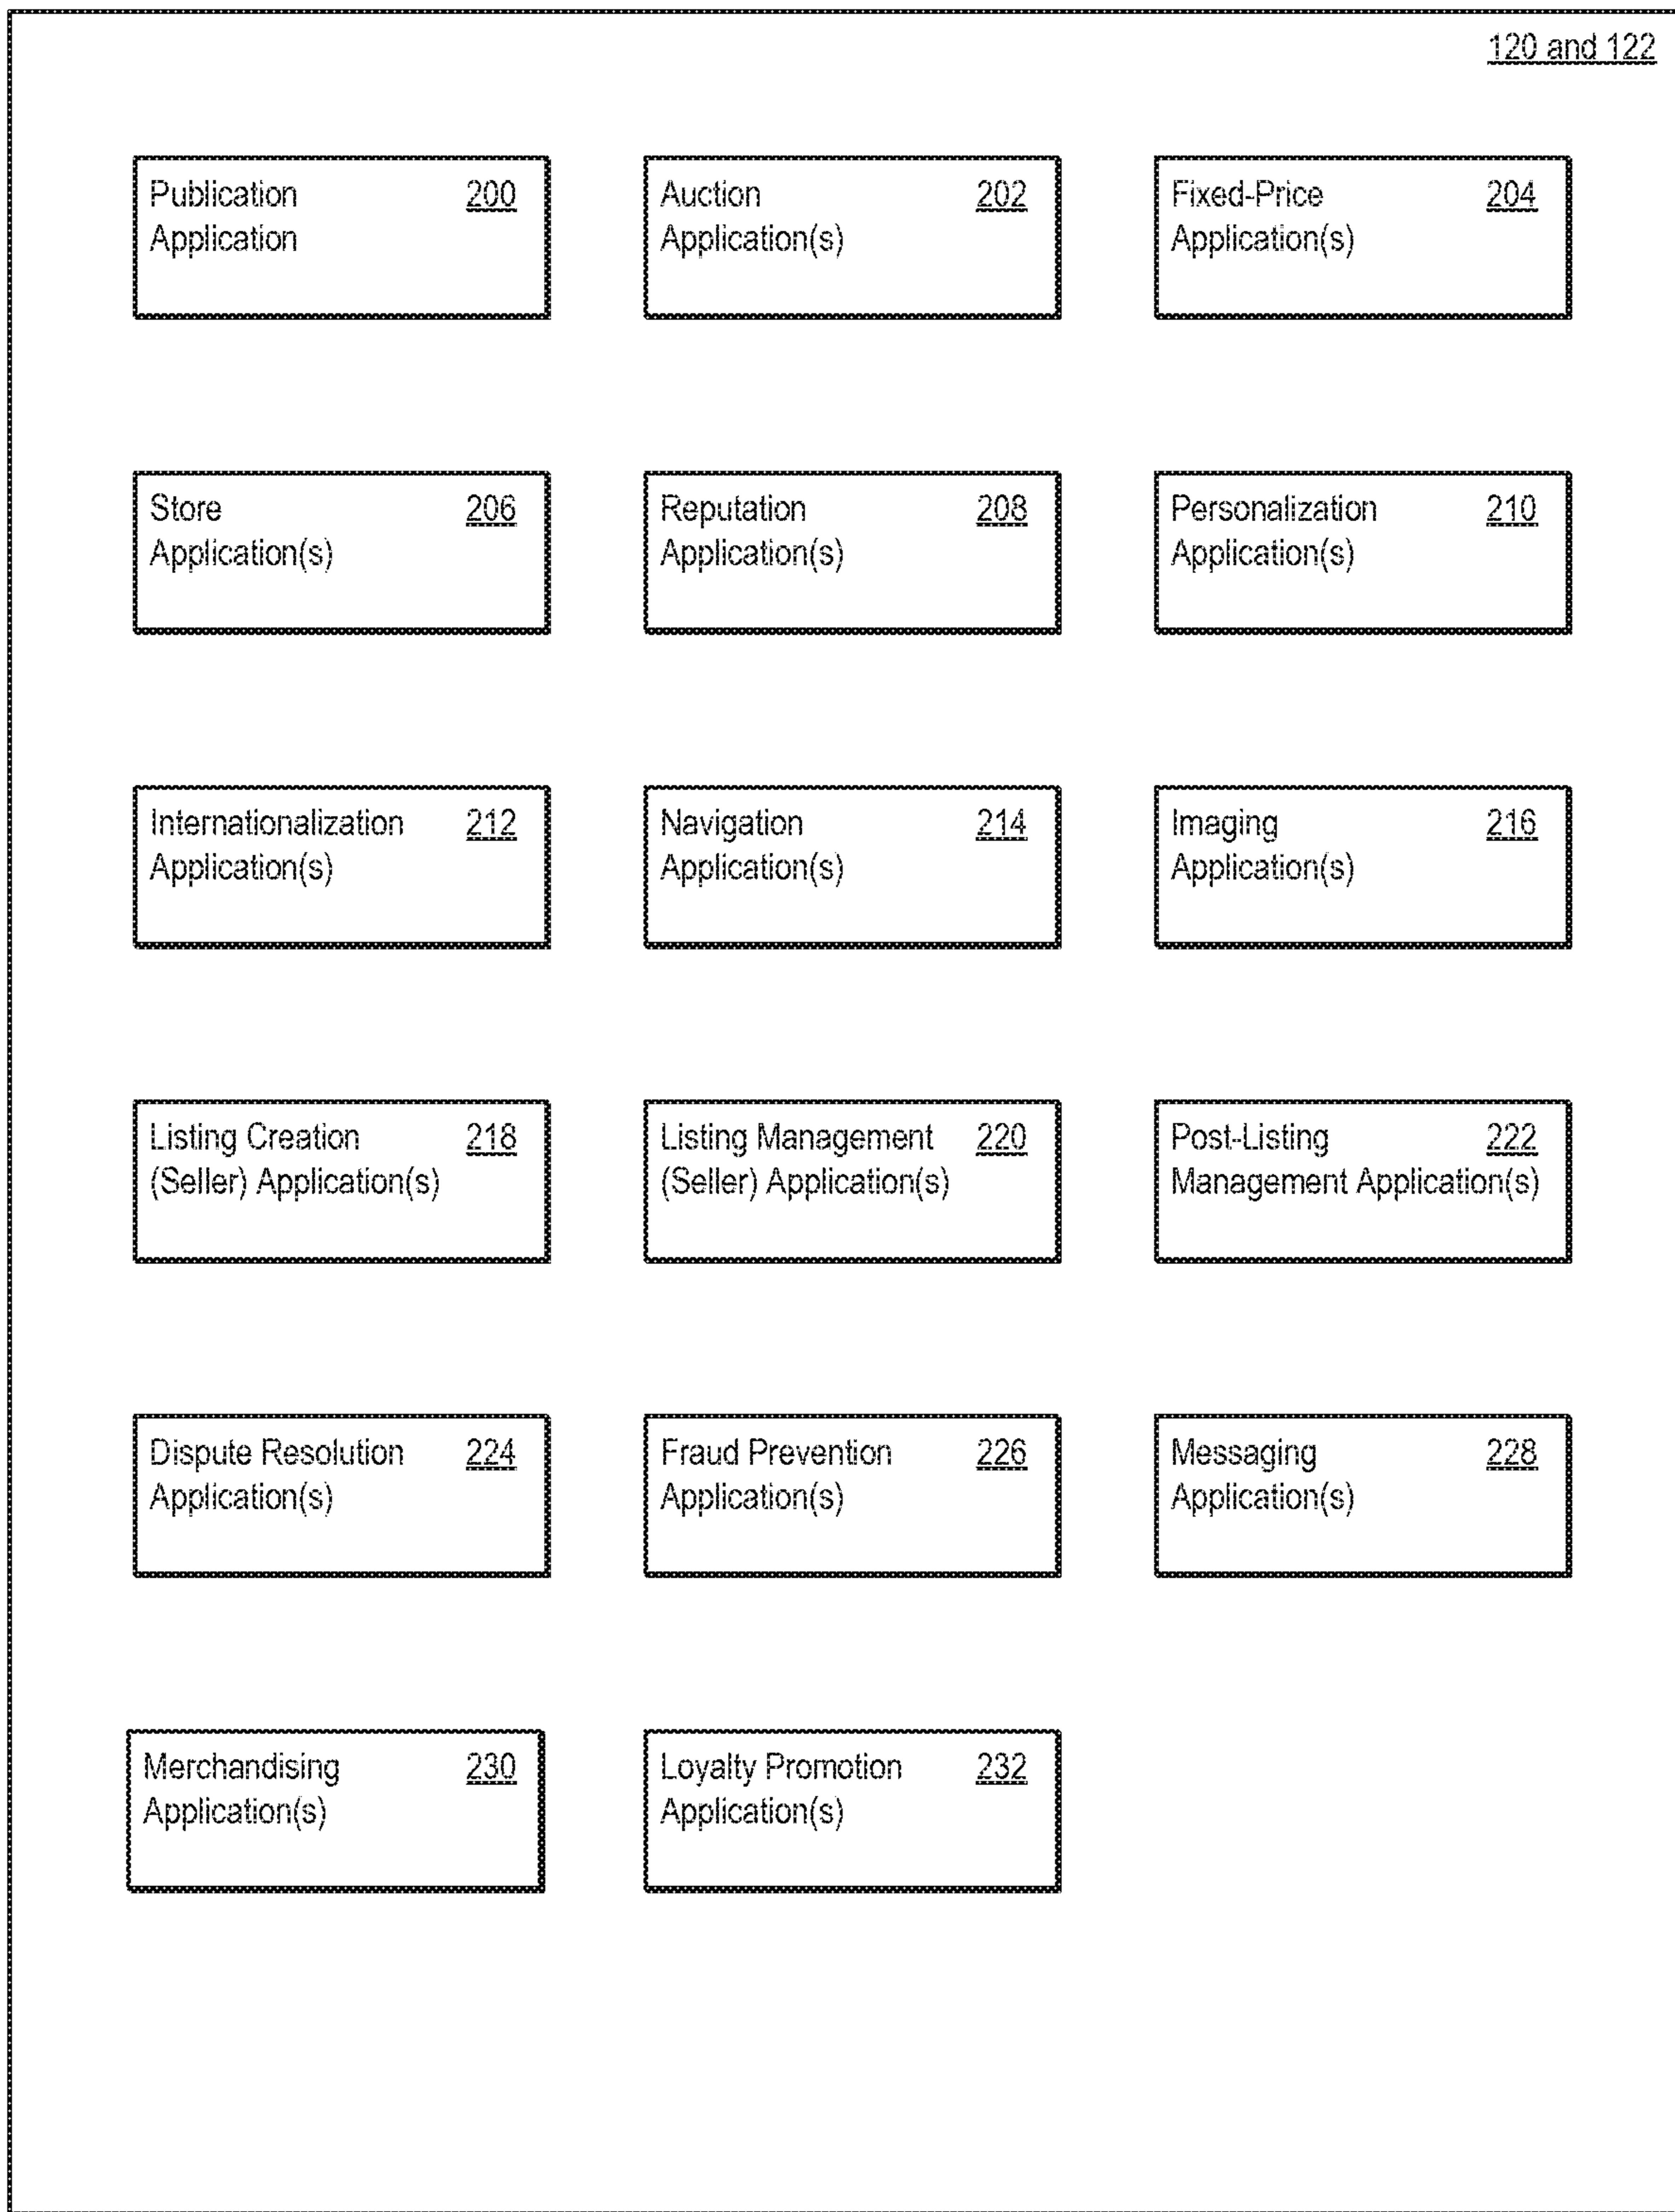 120 and 122
Publication 200
Application
Auction 202
Application(s)
Fixed-Price 204
Application(s)
Store 206
Application(s)
Reputation 208
Application(s)
Personalization 210
Application(s)
Internationalization 212
Application(s)
Navigation 214
Application(s)
Imaging 216
Application(s)
Listing Creation 218
(Seller) Application(s)
Listing Management 220
(Seller) Application(s)
Post-Listing 222
Management Application(s)
Dispute Resolution 224
Application(s)
Fraud Prevention 226
Application(s)
Messaging 228
Application(s)
Merchandising 230
Application(s)
Loyalty Promotion 232
Application(s)